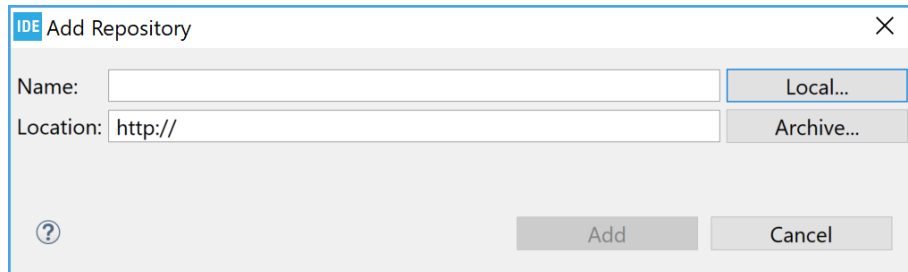 IDE Add Repository
Name: Local...
Location: http:// Archive...
? Add Cancel